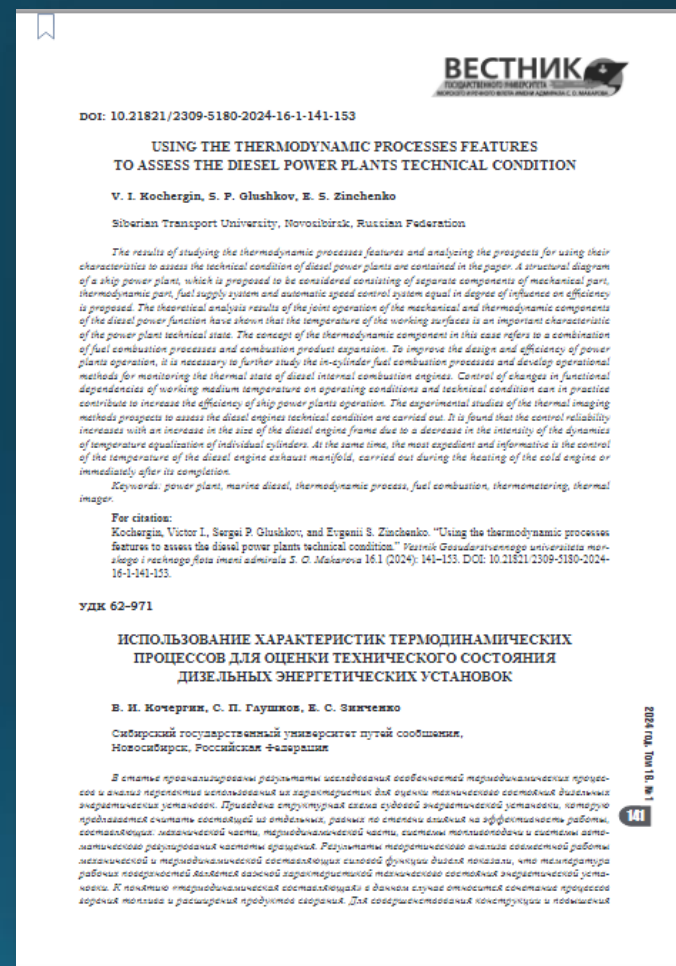 ВЕСТНИК
ГОСУДАРСТВЕННОГО УНИВЕРСИТЕТА
МОРСКОГО И РЕЧНОГО ФЛОТА ИМЕНИ АДМИРАЛА С. О. МАКАРОВА
DOI: 10.21821/2309-5180-2024-16-1-141-153
USING THE THERMODYNAMIC PROCESSES FEATURES
TO ASSESS THE DIESEL POWER PLANTS TECHNICAL CONDITION
V. I. Kochergin, S. P. Glushkov, E. S. Zinchenko
Siberian Transport University, Novosibirsk, Russian Federation
The results of studying the thermodynamic processes features and analyzing the prospects for using their
characteristics to assess the technical condition of diesel power plants are contained in the paper. A structural diagram
of a ship power plant, which is proposed to be considered consisting of separate components of mechanical part,
thermodynamic part, fuel supply system and automatic speed control system equal in degree of influence on efficiency
is proposed. The theoretical analysis results of the joint operation of the mechanical and thermodynamic components
of the diesel power function have shown that the temperature of the working surfaces is an important characteristic
of the power plant technical state. The concept of the thermodynamic component in this case refers to a combination
of fuel combustion processes and combustion product expansion. To improve the design and efficiency of power
plants operation, it is necessary to further study the in-cylinder fuel combustion processes and develop operational
methods for monitoring the thermal state of diesel internal combustion engines. Control of changes in functional
dependencies of working medium temperature on operating conditions and technical condition can in practice
contribute to increase the efficiency of ship power plants operation. The experimental studies of the thermal imaging
methods prospects to assess the diesel engines technical condition are carried out. It is found that the control reliability
increases with an increase in the size of the diesel engine frame due to a decrease in the intensity of the dynamics
of temperature equalization of individual cylinders. At the same time, the most expedient and informative is the control
of the temperature of the diesel engine exhaust manifold, carried out during the heating of the cold engine or
immediately after its completion.
Keywords: power plant, marine diesel, thermodynamic process, fuel combustion, thermometering, thermal
imager.
For citation:
Kochergin, Victor I., Sergei P. Glushkov, and Evgenii S. Zinchenko. “Using the thermodynamic processes
features to assess the diesel power plants technical condition.” Vestnik Gosudarstvennogo universiteta mor-
skogo i rechnogo flota imeni admirala S. O. Makarova 16.1 (2024): 141–153. DOI: 10.21821/2309-5180-2024-
16-1-141-153.
УДК 62-971
ИСПОЛЬЗОВАНИЕ ХАРАКТЕРИСТИК ТЕРМОДИНАМИЧЕСКИХ
ПРОЦЕССОВ ДЛЯ ОЦЕНКИ ТЕХНИЧЕСКОГО СОСТОЯНИЯ
ДИЗЕЛЬНЫХ ЭНЕРГЕТИЧЕСКИХ УСТАНОВОК
В. И. Кочергин, С. П. Глушков, Е. С. Зинченко
Сибирский государственный университет путей сообщения,
Новосибирск, Российская Федерация
В статье проанализированы результаты исследования особенностей термодинамических процес-
сов и анализ перспектив использования их характеристик для оценки технического состояния дизельных
энергетических установок. Приведена структурная схема судовой энергетической установки, которую
предлагается считать состоящей из отдельных, равных по степени влияния на эффективность работы,
составляющих: механической части, термодинамической части, системы топливоподачи и системы авто-
матического регулирования частоты вращения. Результаты теоретического анализа совместной работы
механической и термодинамической составляющих силовой функции дизеля показали, что температура
рабочих поверхностей является важной характеристикой технического состояния энергетической уста-
новки. К понятию «термодинамическая составляющая» в данном случае относится сочетание процессов
горения топлива и расширения продуктов сгорания. Для совершенствования конструкции и повышения
2024 год. Том 16. № 1
141